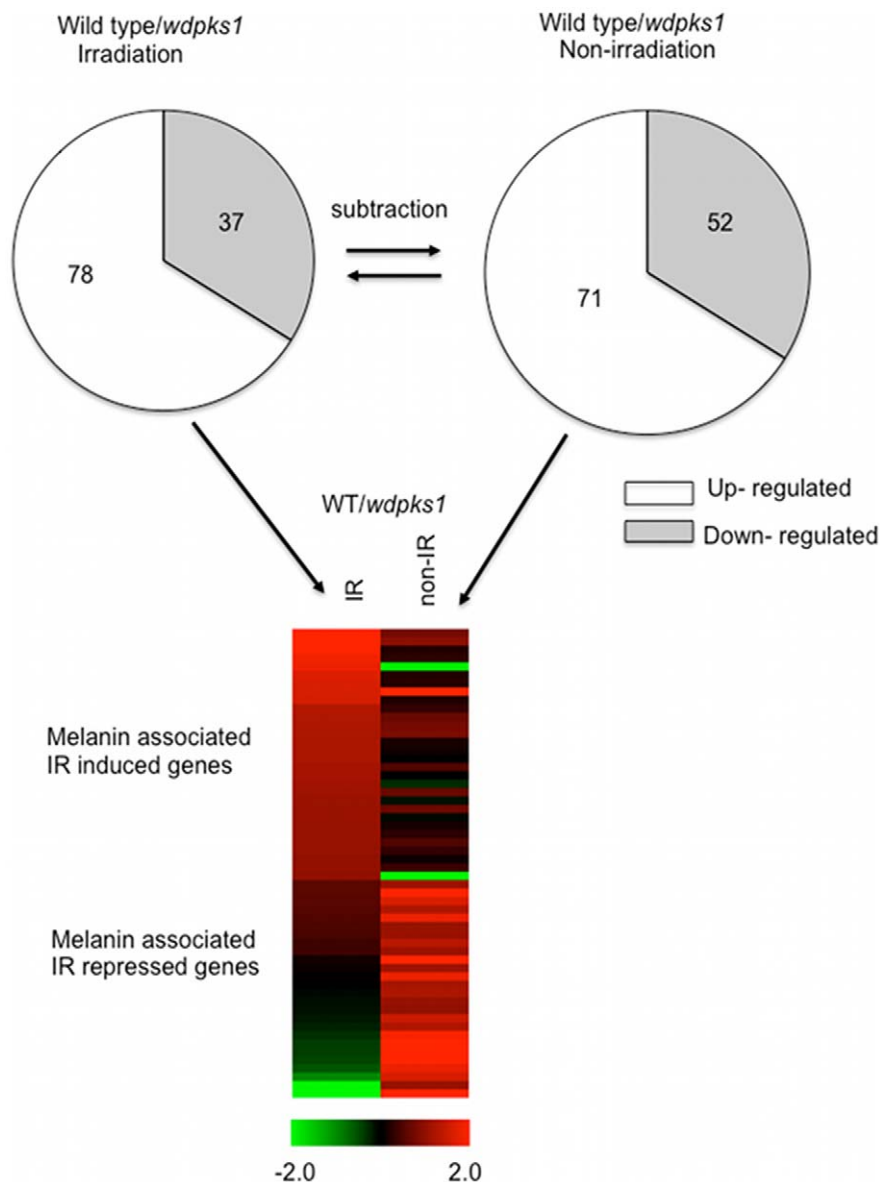 Wild type/wdpks1
Irradiation
Wild type/wdpks1
Non-irradiation
37
78
subtraction
52
71
Up- regulated
Down- regulated
WT/wdpks1
IR
non-IR
Melanin associated
IR induced genes
Melanin associated
IR repressed genes
-2.0
2.0